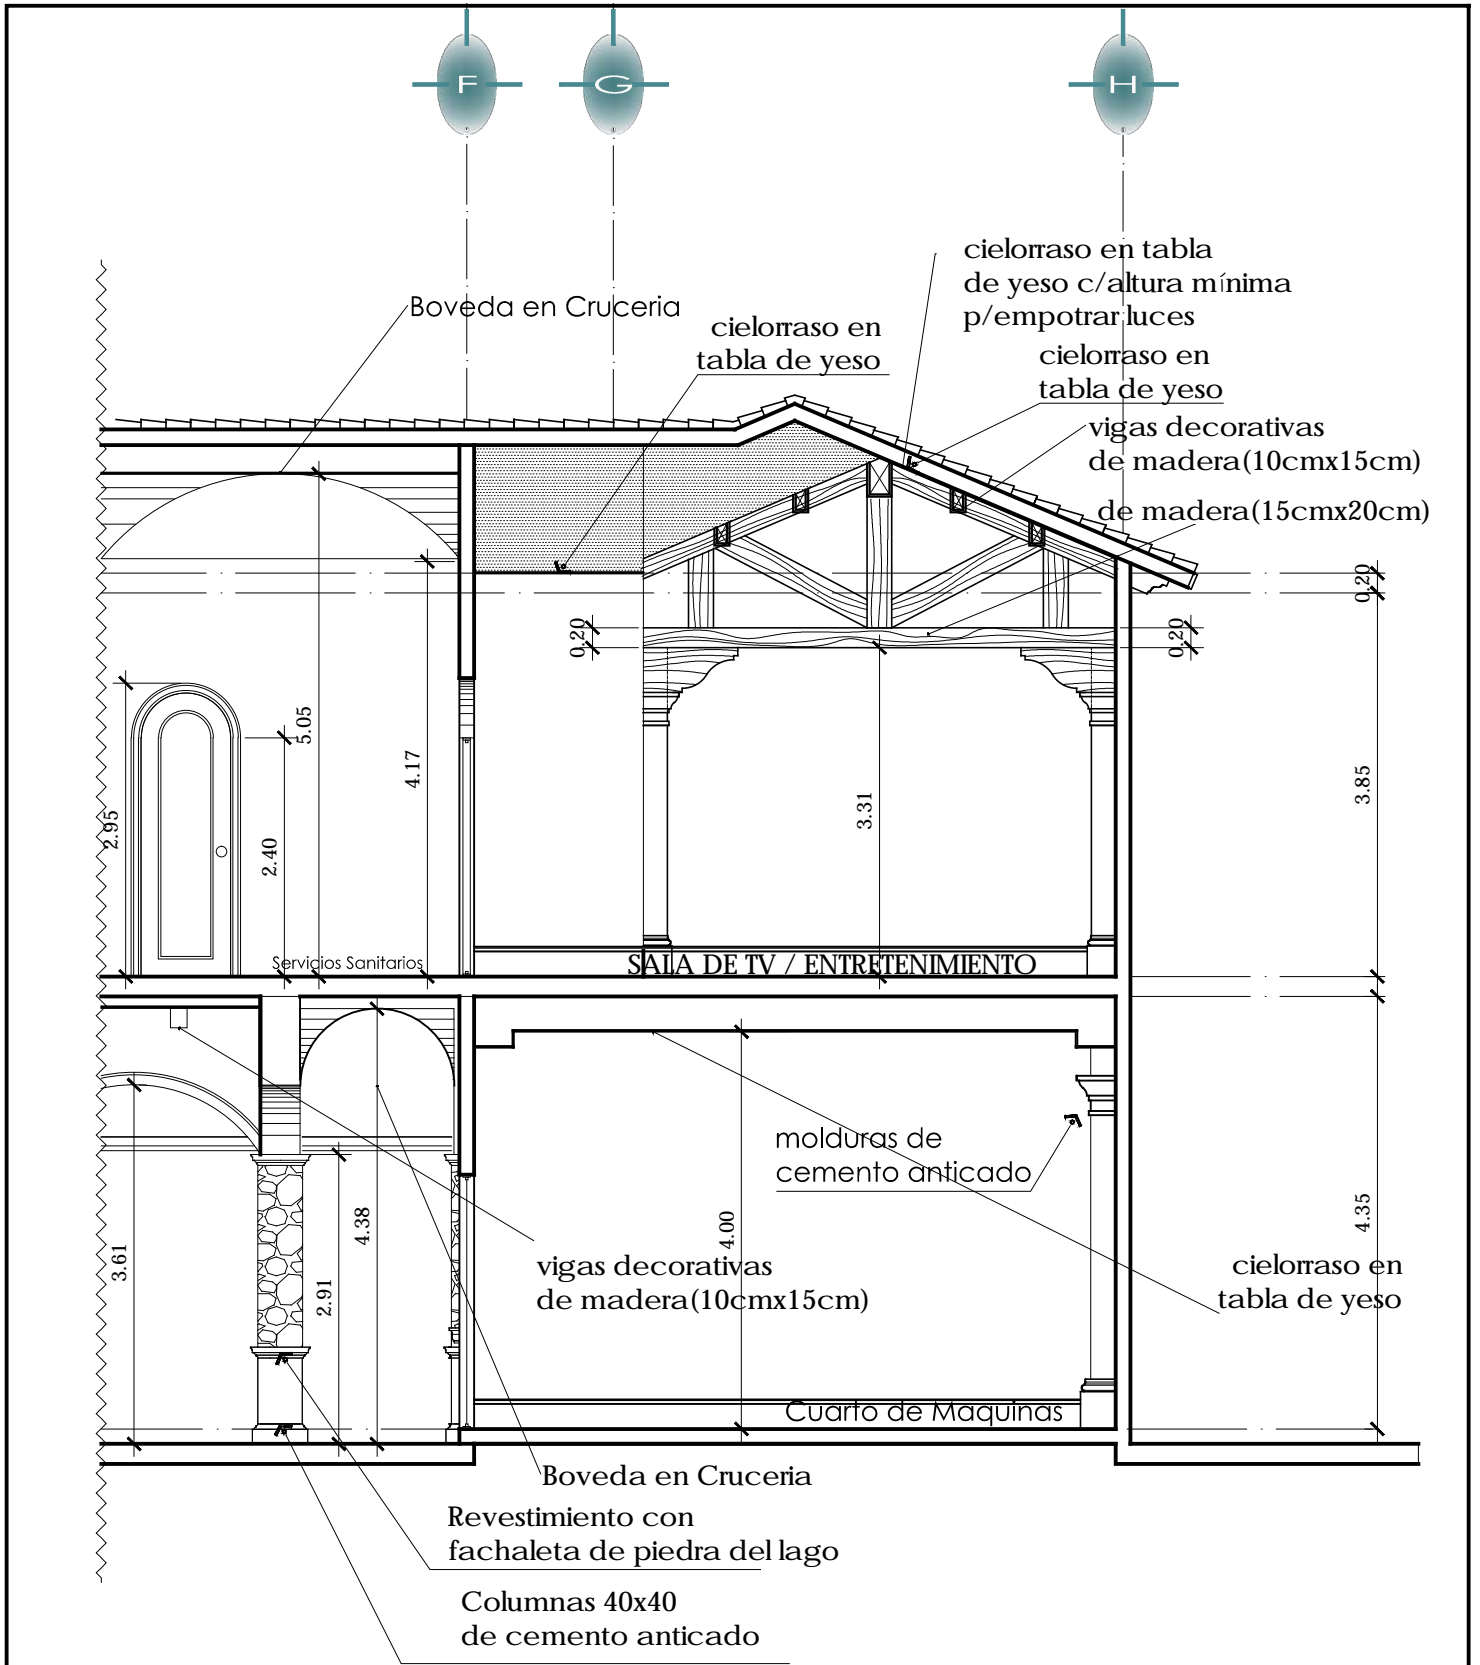 F
G
H
cielorraso en tabla
de yeso c/altura mínima
p/empotrar luces
Boveda en Cruceria
cielorraso en
tabla de yeso
cielorraso en
tabla de yeso
vigas decorativas
de madera(10cmx15cm)
de madera(15cmx20cm)
0.20
0.20
0.20
5.05
4.17
2.95
2.40
3.31
3.85
Servicios Sanitarios
SALA DE TV / ENTRETENIMIENTO
molduras de
cemento anticado
4.38
4.00
4.35
3.61
2.91
vigas decorativas
de madera(10cmx15cm)
cielorraso en
tabla de yeso
Cuarto de Maquinas
Boveda en Cruceria
Revestimiento con
fachaleta de piedra del lago
Columnas 40x40
de cemento anticado